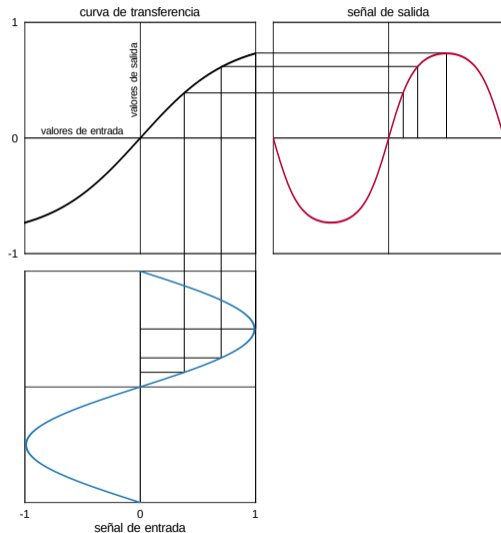 curva de transferencia
señal de salida
1
valores de salida
valores de entrada
0
-1
-1
0
1
señal de entrada